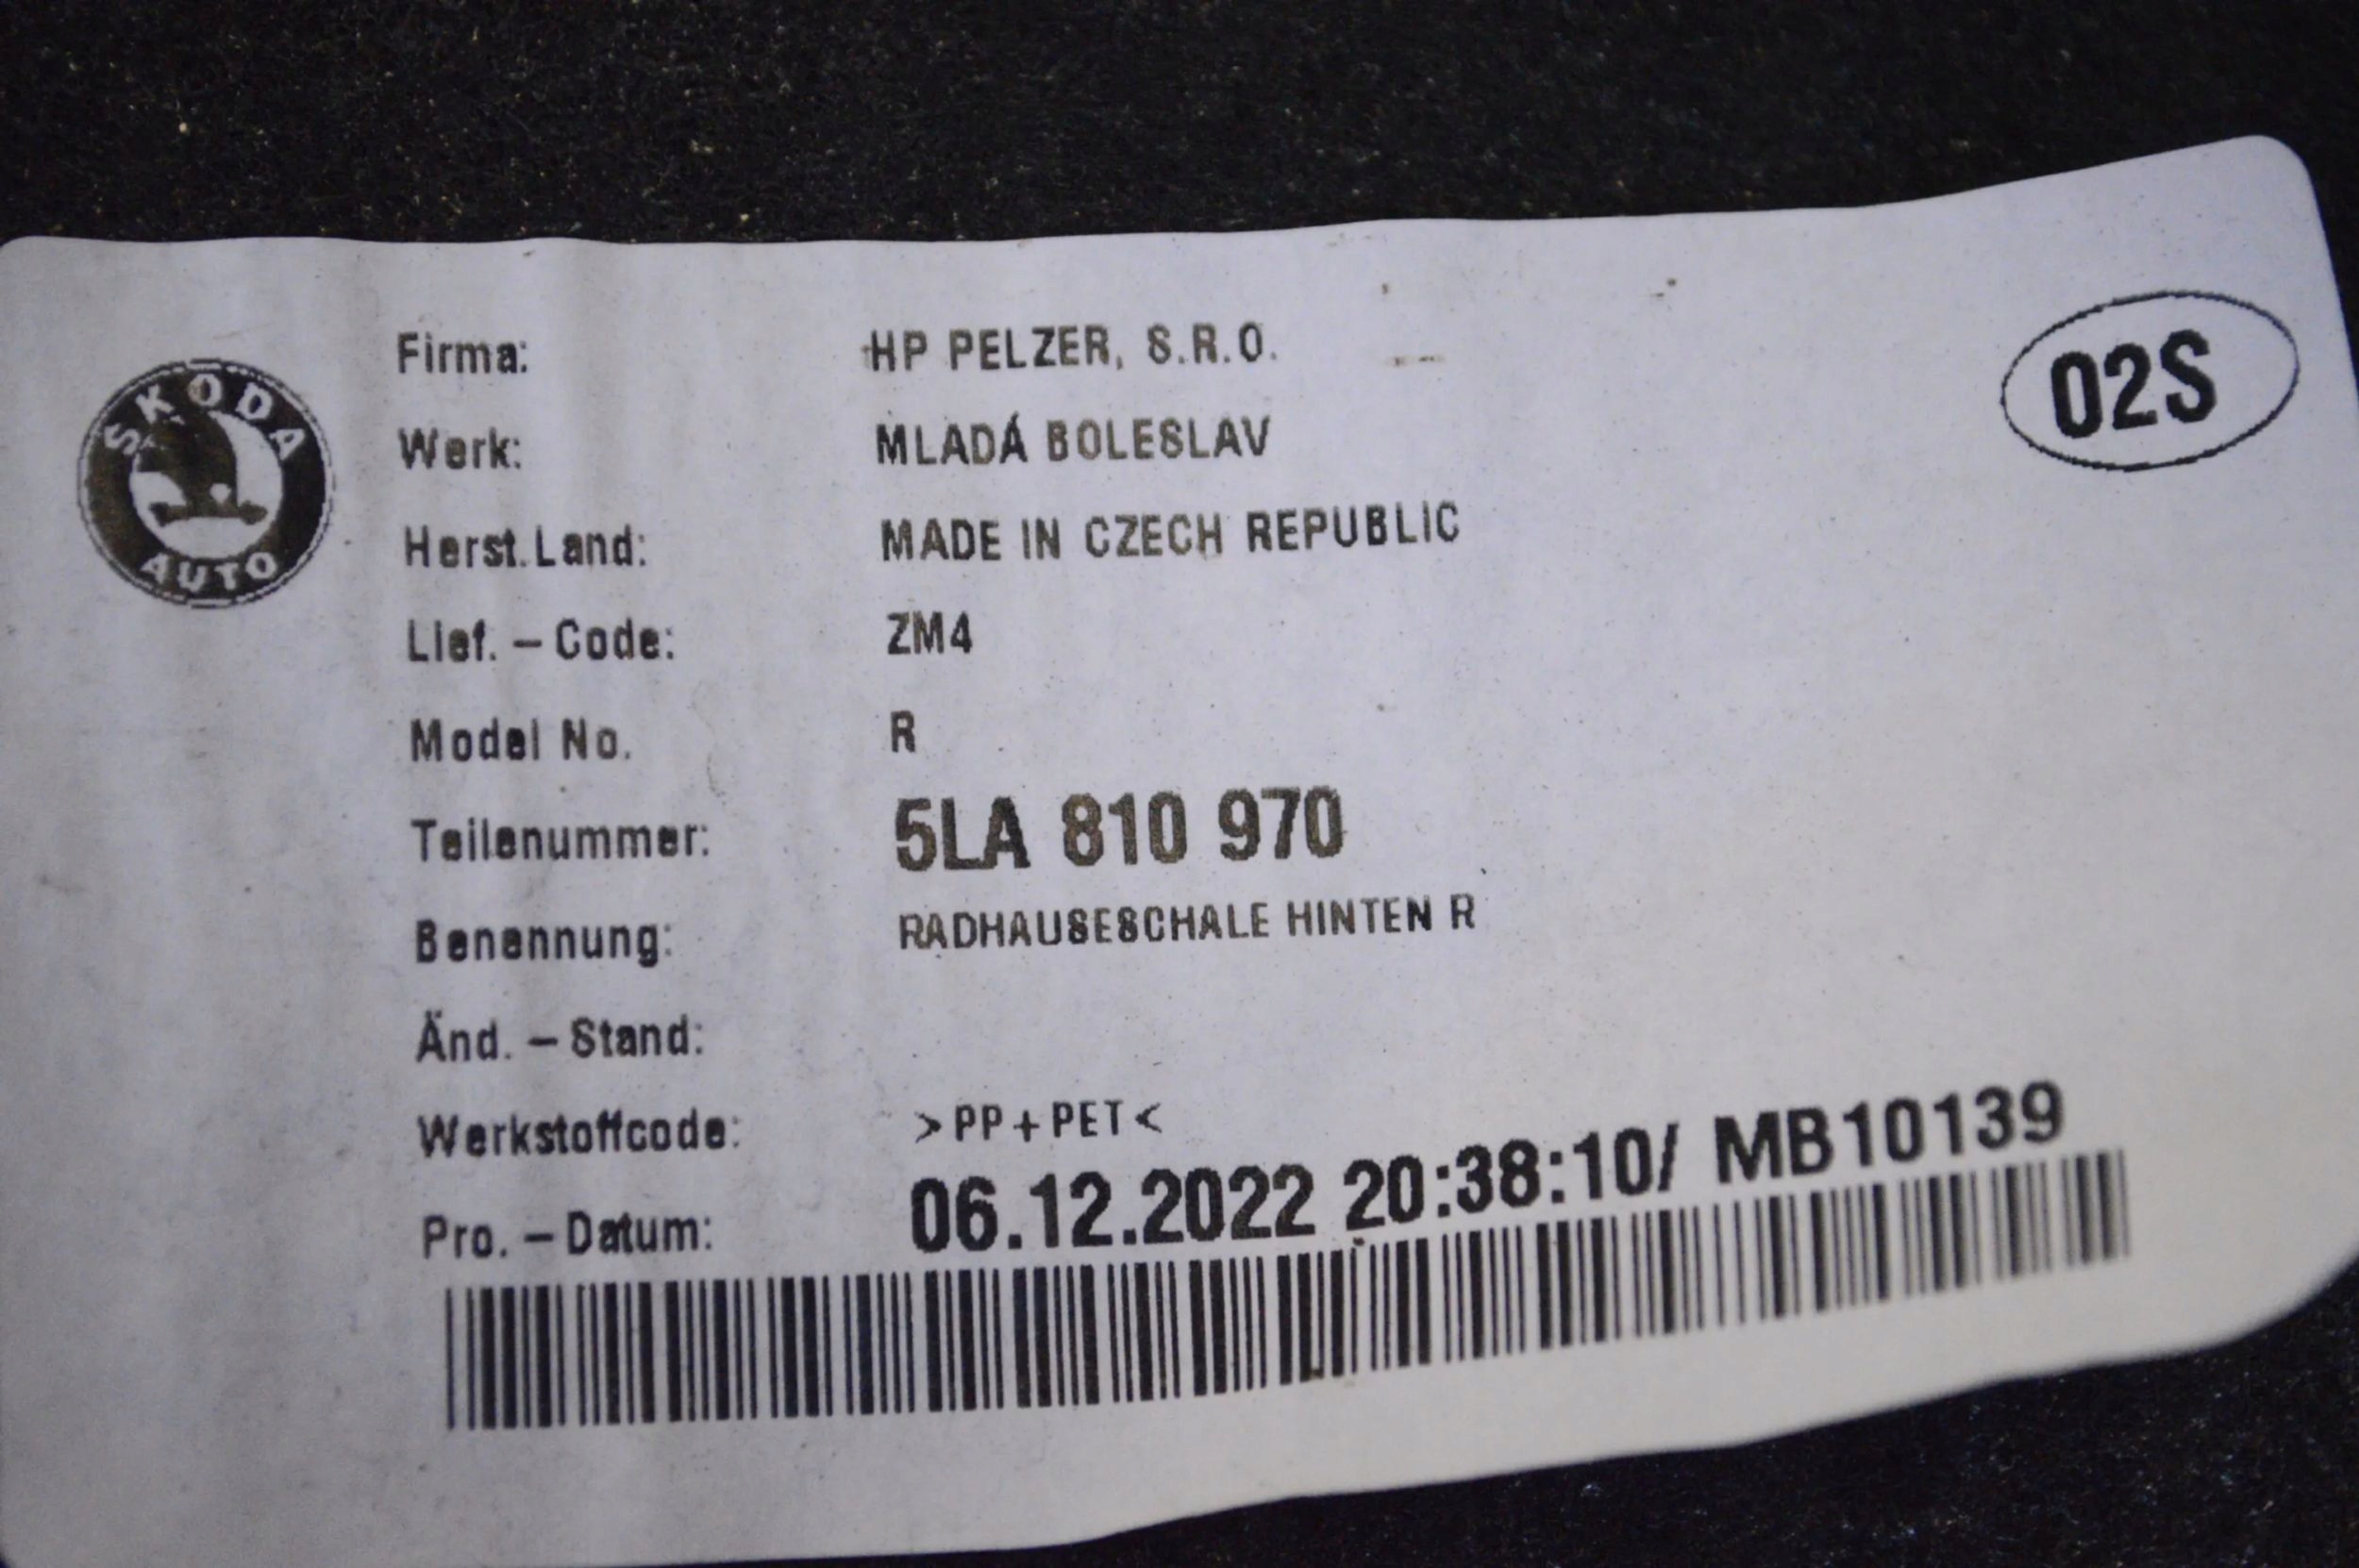 SKODA
AUTO
02S
Firma: HP PELZER, S.R.O.
Werk: MLADÁ BOLESLAV
Herst.Land: MADE IN CZECH REPUBLIC
Lief. – Code: ZM4
Model No. R
Teilenummer: 5LA 810 970
Benennung: RADHAUSESCHALE HINTEN R
Änd. – Stand:
Werkstoffcode: >PP+PET<
Pro. – Datum: 06.12.2022 20:38:10/ MB10139